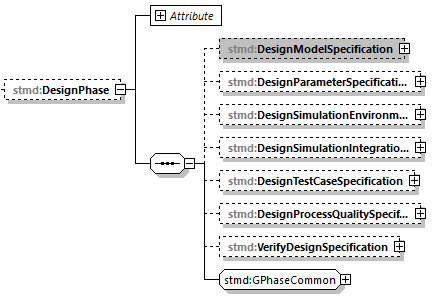 Attribute
stmd:DesignModelSpecification
stmd:DesignPhase
stmd:DesignParameterSpecificati...
stmd:DesignSimulationEnvironm...
stmd:DesignSimulationIntegratio...
stmd:DesignTestCaseSpecification
stmd:DesignProcessQualitySpecif...
stmd:VerifyDesignSpecification
stmd:GPhaseCommon